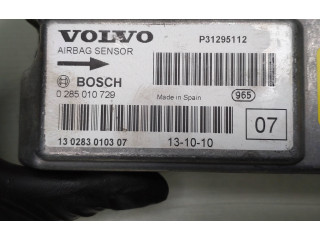 VOLVO P31295112
AIRBAG SENSOR
BOSCH
0 285 010 729 Made in Spain 965
07
13 0283 0103 07 13-10-10